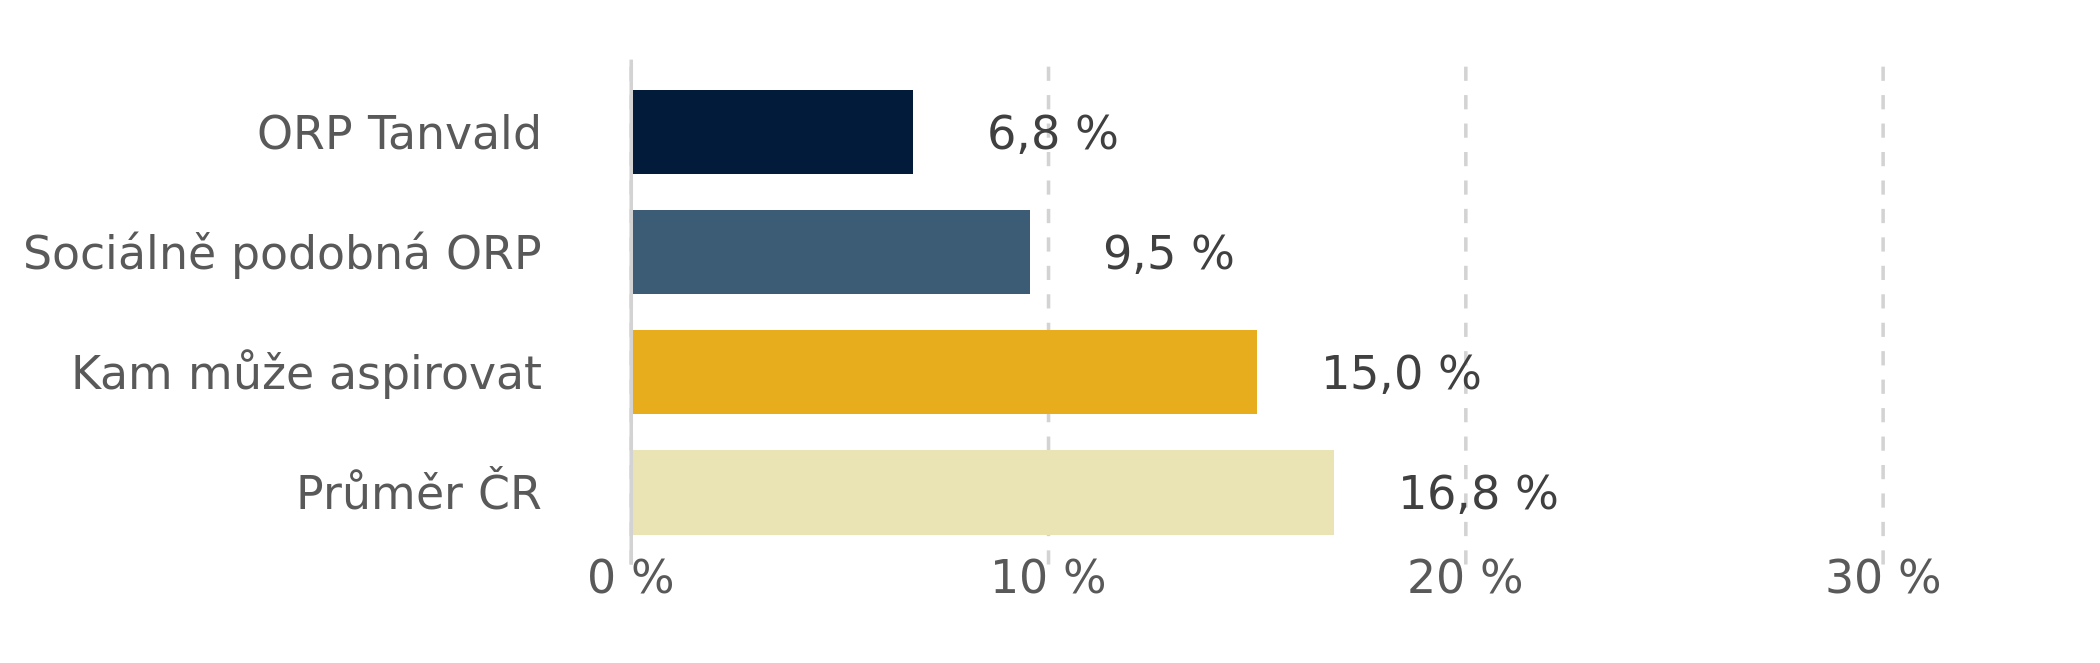 ORP Tanvald
6,8 %
Sociálně podobná ORP
9,5 %
Kam může aspirovat
15,0 %
Průměr ČR
16,8 %
0 %
10 %
20 %
30 %